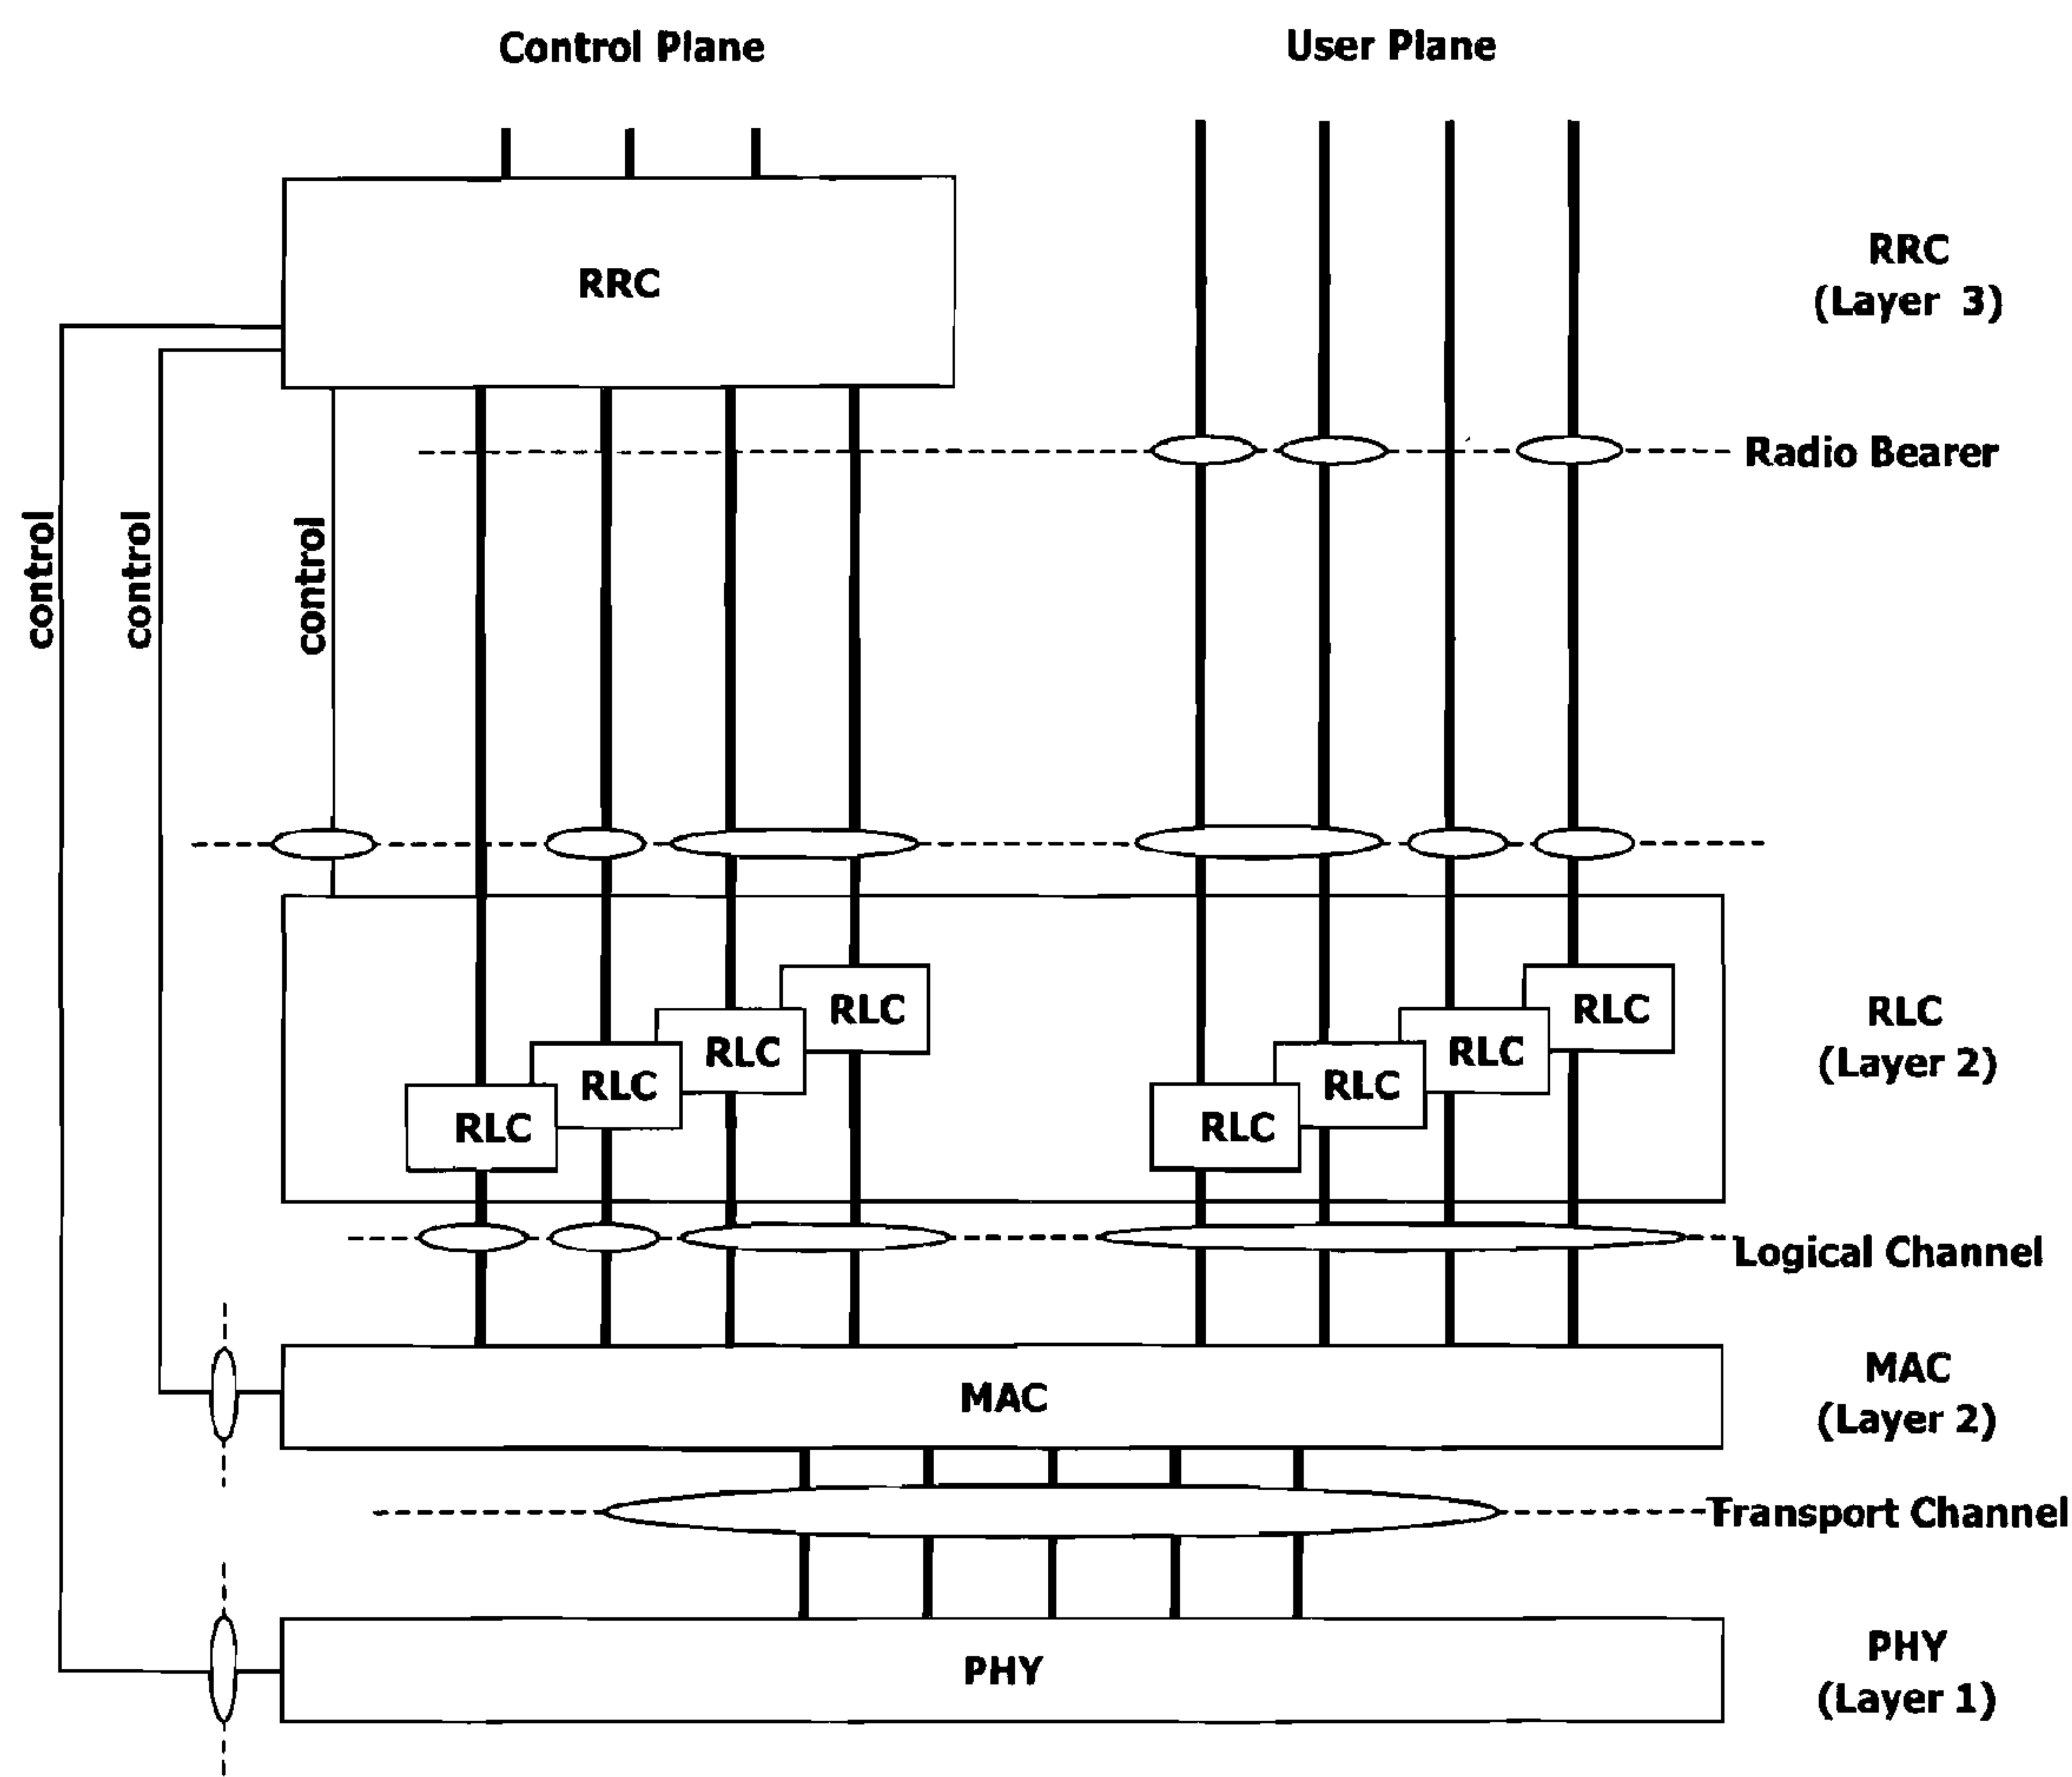 Control Plane
User Plane
RRC
RRC
(Layer 3)
Radio Bearer
control
control
control
RLC
RLC
RLC
RLC
RLC
RLC
RLC
RLC
RLC
(Layer 2)
Logical Channel
MAC
MAC
(Layer 2)
Transport Channel
PHY
PHY
(Layer 1)